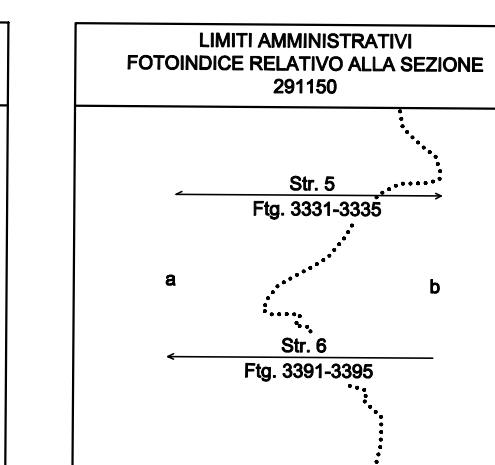 LIMITI AMMINISTRATIVI
FOTOINDICE RELATIVO ALLA SEZIONE
291150
Str. 5
Ftg. 3331-3335
a
b
Str. 6
Ftg. 3391-3395